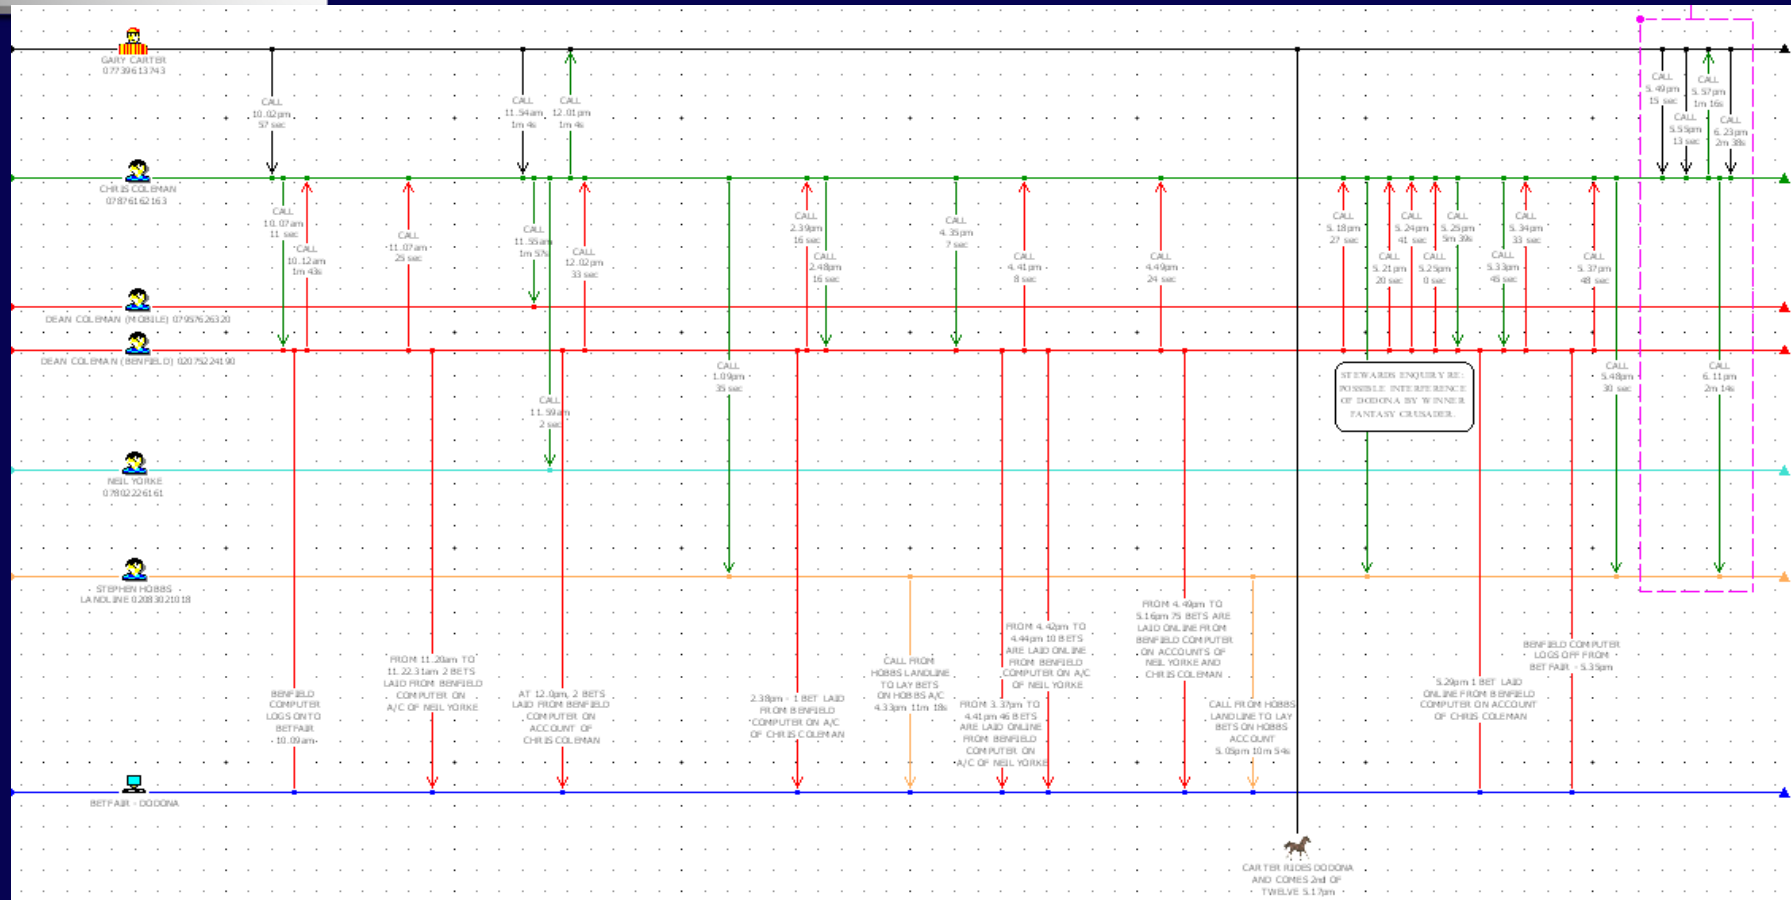 GARY CARTER
07739613743
CALL
10.02pm
57 sec
CALL
11.54am
1m 4s
CALL
12.01pm
1m 4s
CALL
5.49pm
15 sec
CALL
5.55pm
13 sec
CALL
5.57pm
1m 16s
CALL
6.23pm
2m 38s
CHRIS COLEMAN
07876162163
CALL
10.07am
11 sec
CALL
10.12am
1m 43s
CALL
11.07am
25 sec
CALL
11.55am
1m 57s
CALL
12.02pm
33 sec
CALL
2.39pm
16 sec
CALL
2.48pm
16 sec
CALL
4.35pm
7 sec
CALL
4.41pm
8 sec
CALL
4.49pm
24 sec
CALL
5.18pm
27 sec
CALL
5.21pm
20 sec
CALL
5.24pm
41 sec
CALL
5.25pm
0 sec
CALL
5.25pm
5m 39s
CALL
5.33pm
45 sec
CALL
5.34pm
33 sec
CALL
5.37pm
48 sec
DEAN COLEMAN (MOBILE) 07957626320
DEAN COLEMAN (BENFIELD) 02075224190
CALL
11.59am
2 sec
CALL
1.09pm
35 sec
STEWARDS ENQUIRY RE:
POSSIBLE INTERFERENCE
OF DODONA BY WINNER
FANTASY CRUSADER.
CALL
5.48pm
30 sec
CALL
6.11pm
2m 14s
NEIL YORKE
07802226161
STEPHEN HOBBS
LANDLINE 02083021018
BENFIELD
COMPUTER
LOGS ON TO
BETFAIR
10.09am
FROM 11.20am TO
11.22.31am 2 BETS
LAID FROM BENFIELD
COMPUTER ON
A/C OF NEIL YORKE
AT 12.0pm, 2 BETS
LAID FROM BENFIELD
COMPUTER ON
ACCOUNT OF
CHRIS COLEMAN
2.38pm - 1 BET LAID
FROM BENFIELD
COMPUTER ON A/C
OF CHRIS COLEMAN
CALL FROM
HOBBS LANDLINE
TO LAY BETS
ON HOBBS A/C
4.33pm 11m 18s
FROM 3.37pm TO
4.41pm 46 BETS
ARE LAID ONLINE
FROM BENFIELD
COMPUTER ON
A/C OF NEIL YORKE
FROM 4.42pm TO
4.44pm 10 BETS
ARE LAID ONLINE
FROM BENFIELD
COMPUTER ON A/C
OF NEIL YORKE
FROM 4.49pm TO
5.16pm 75 BETS ARE
LAID ONLINE FROM
BENFIELD COMPUTER
ON ACCOUNTS OF
NEIL YORKE AND
CHRIS COLEMAN
CALL FROM HOBBS
LANDLINE TO LAY
BETS ON HOBBS
ACCOUNT
5.05pm 10m 54s
5.29pm 1 BET LAID
ONLINE FROM BENFIELD
COMPUTER ON ACCOUNT
OF CHRIS COLEMAN
BENFIELD COMPUTER
LOGS OFF FROM
BETFAIR - 5.35pm
BETFAIR - DODONA
CARTER RIDES DODONA
AND COMES 2nd OF
TWELVE 5.17pm